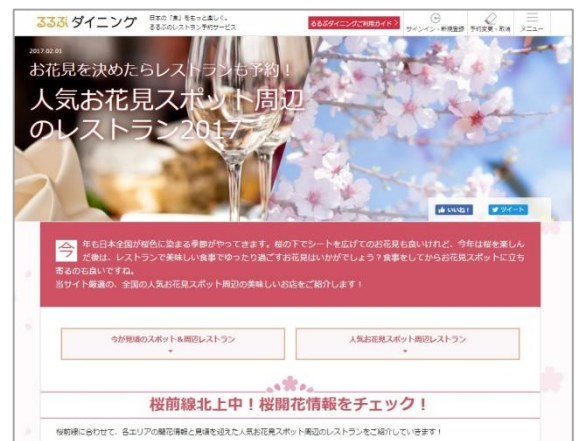 るるぶ ダイニング
日本の「食」をもっと楽しく。
るるぶのレストラン予約サービス
るるぶダイニングご利用ガイド
サインイン・新規登録 予約変更・取消 メニュー
2017.02.01
お花見を決めたらレストランも予約！
人気お花見スポット周辺
のレストラン2017
いいね！ ツイート
今年も日本全国が桜色に染まる季節がやってきます。桜の下でシートを広げてのお花見も良いけれど、今年は桜を楽しん
だ後は、レストランで美味しい食事でゆったり過ごすお花見はいかがでしょう？食事をしてからお花見スポットに立ち
寄るのも良いですね。
当サイト厳選の、全国の人気お花見スポット周辺の美味しいお店をご紹介します！
今が見頃のスポット＆周辺レストラン
人気お花見スポット周辺レストラン
桜前線北上中！桜開花情報をチェック！
桜前線に合わせて、各エリアの開花情報と見頃を迎えた人気お花見スポット周辺のレストランをご紹介していきます！